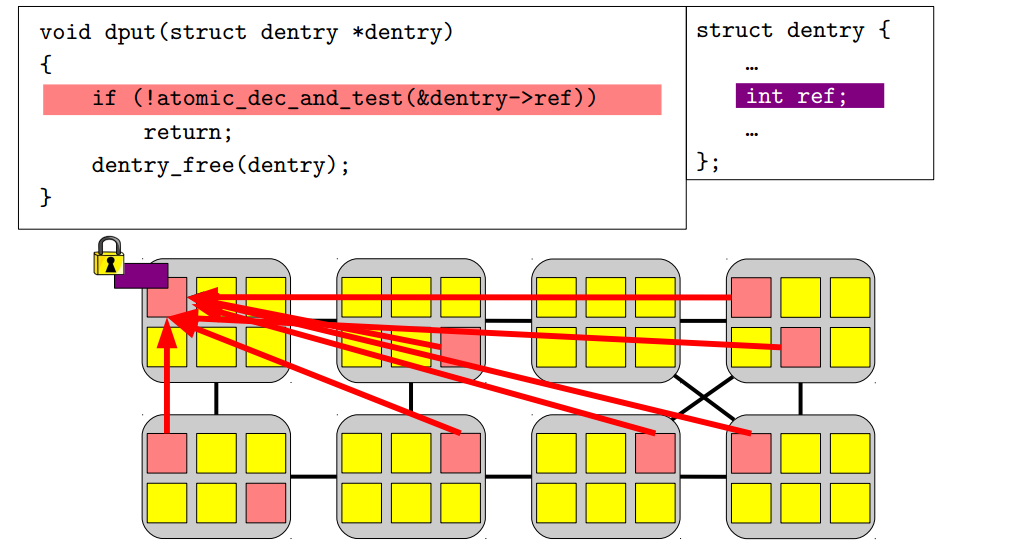 void dput(struct dentry *dentry)
{
if (!atomic_dec_and_test(&dentry->ref))
return;
dentry_free(dentry);
}
struct dentry {
…
int ref;
…
};